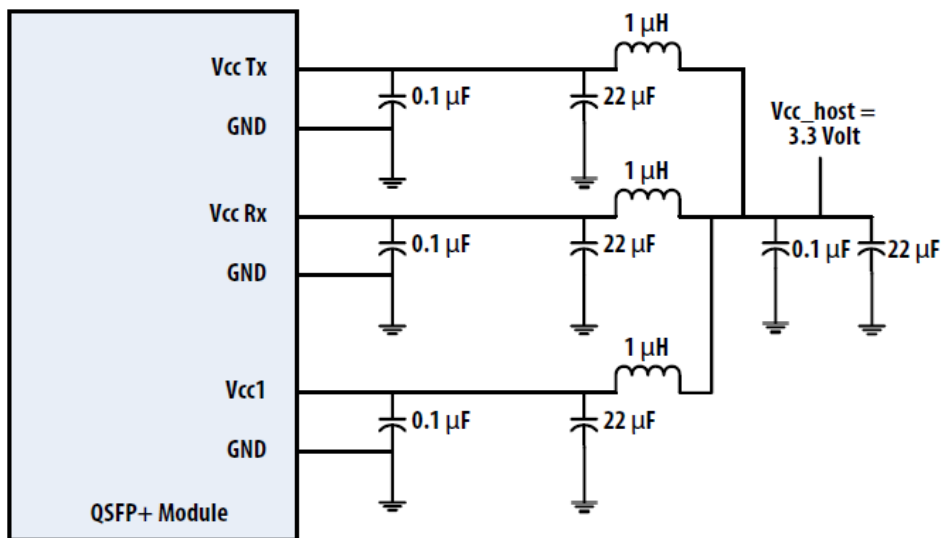 1 µH
Vcc Tx
0.1 µF
22 µF
Vcc_host =
3.3 Volt
GND
1 µH
Vcc Rx
0.1 µF
22 µF
0.1 µF
22 µF
GND
1 µH
Vcc1
0.1 µF
22 µF
GND
QSFP+ Module